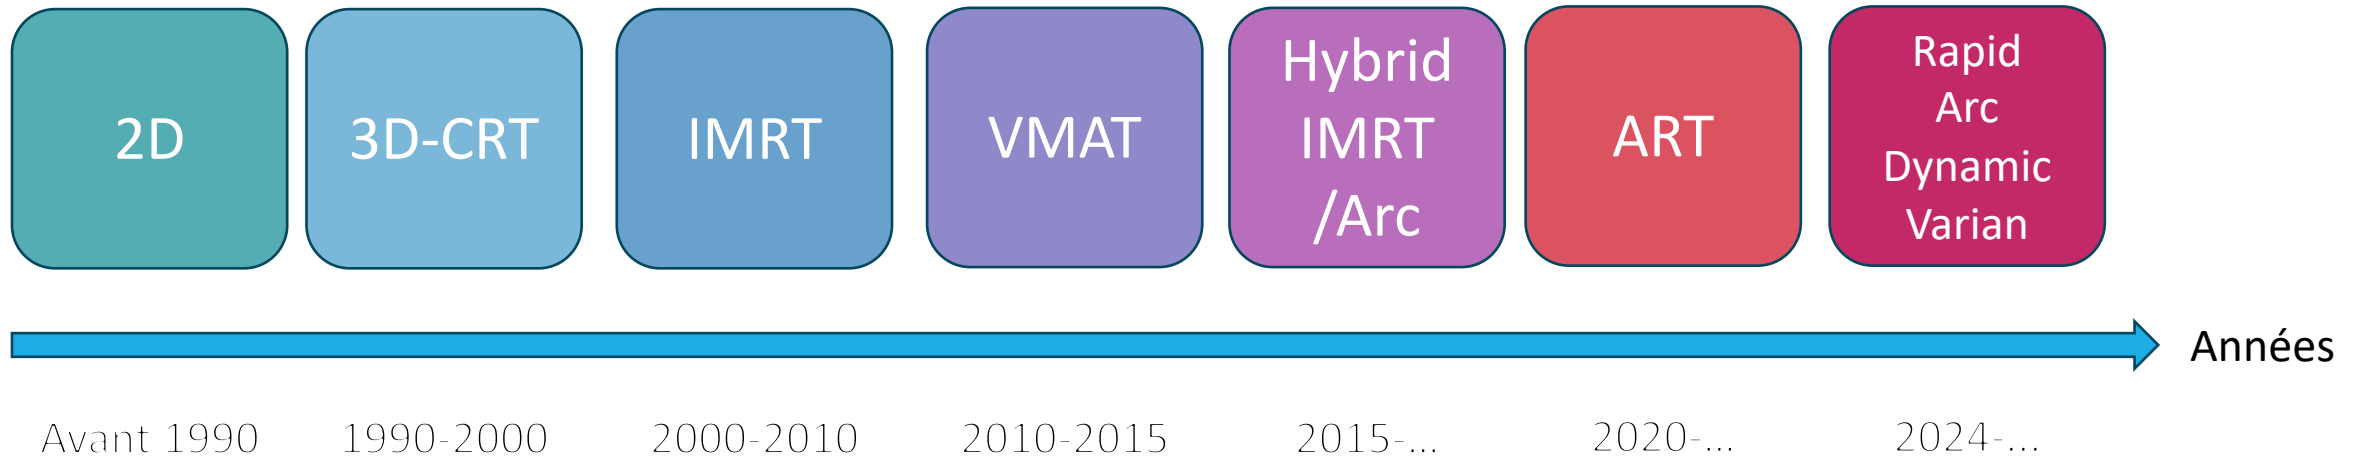 2D
3D-CRT
IMRT
VMAT
Hybrid
IMRT
/Arc
ART
Rapid
Arc
Dynamic
Varian
Années
Avant 1990
1990-2000
2000-2010
2010-2015
2015-...
2020-...
2024-...